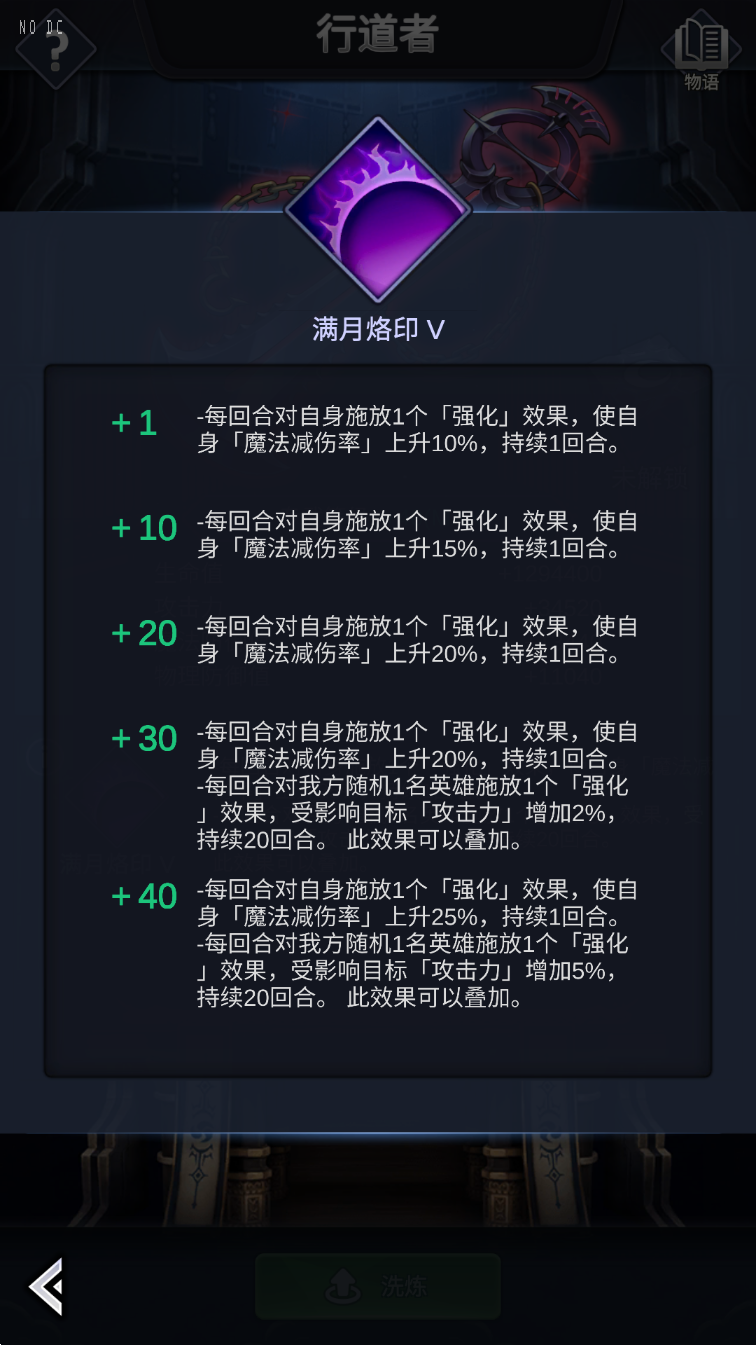 NO DC
行道者
物语
满月烙印 V
+1
-每回合对自身施放1个「强化」效果，使自
身「魔法减伤率」上升10%，持续1回合。
+10
-每回合对自身施放1个「强化」效果，使自
身「魔法减伤率」上升15%，持续1回合。
+20
-每回合对自身施放1个「强化」效果，使自
身「魔法减伤率」上升20%，持续1回合。
+30
-每回合对自身施放1个「强化」效果，使自
身「魔法减伤率」上升20%，持续1回合。
-每回合对我方随机1名英雄施放1个「强化
」效果，受影响目标「攻击力」增加2%，
持续20回合。 此效果可以叠加。
+40
-每回合对自身施放1个「强化」效果，使自
身「魔法减伤率」上升25%，持续1回合。
-每回合对我方随机1名英雄施放1个「强化
」效果，受影响目标「攻击力」增加5%，
持续20回合。 此效果可以叠加。
洗炼